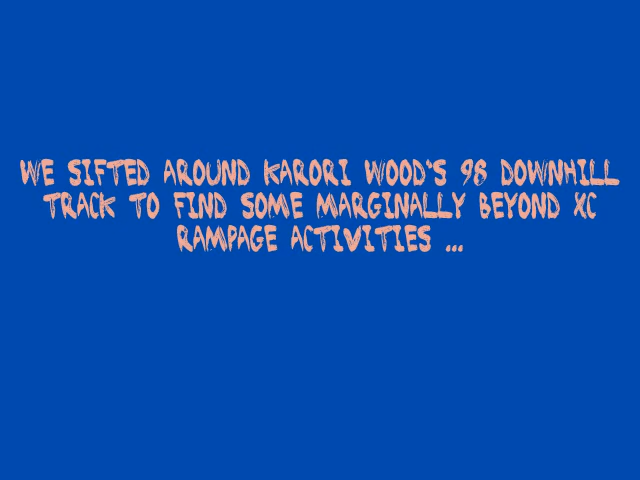 WE SIFTED AROUND KARORI WOOD'S 98 DOWNHILL
TRACK TO FIND SOME MARGINALLY BEYOND XC
RAMPAGE ACTIVITIES ...